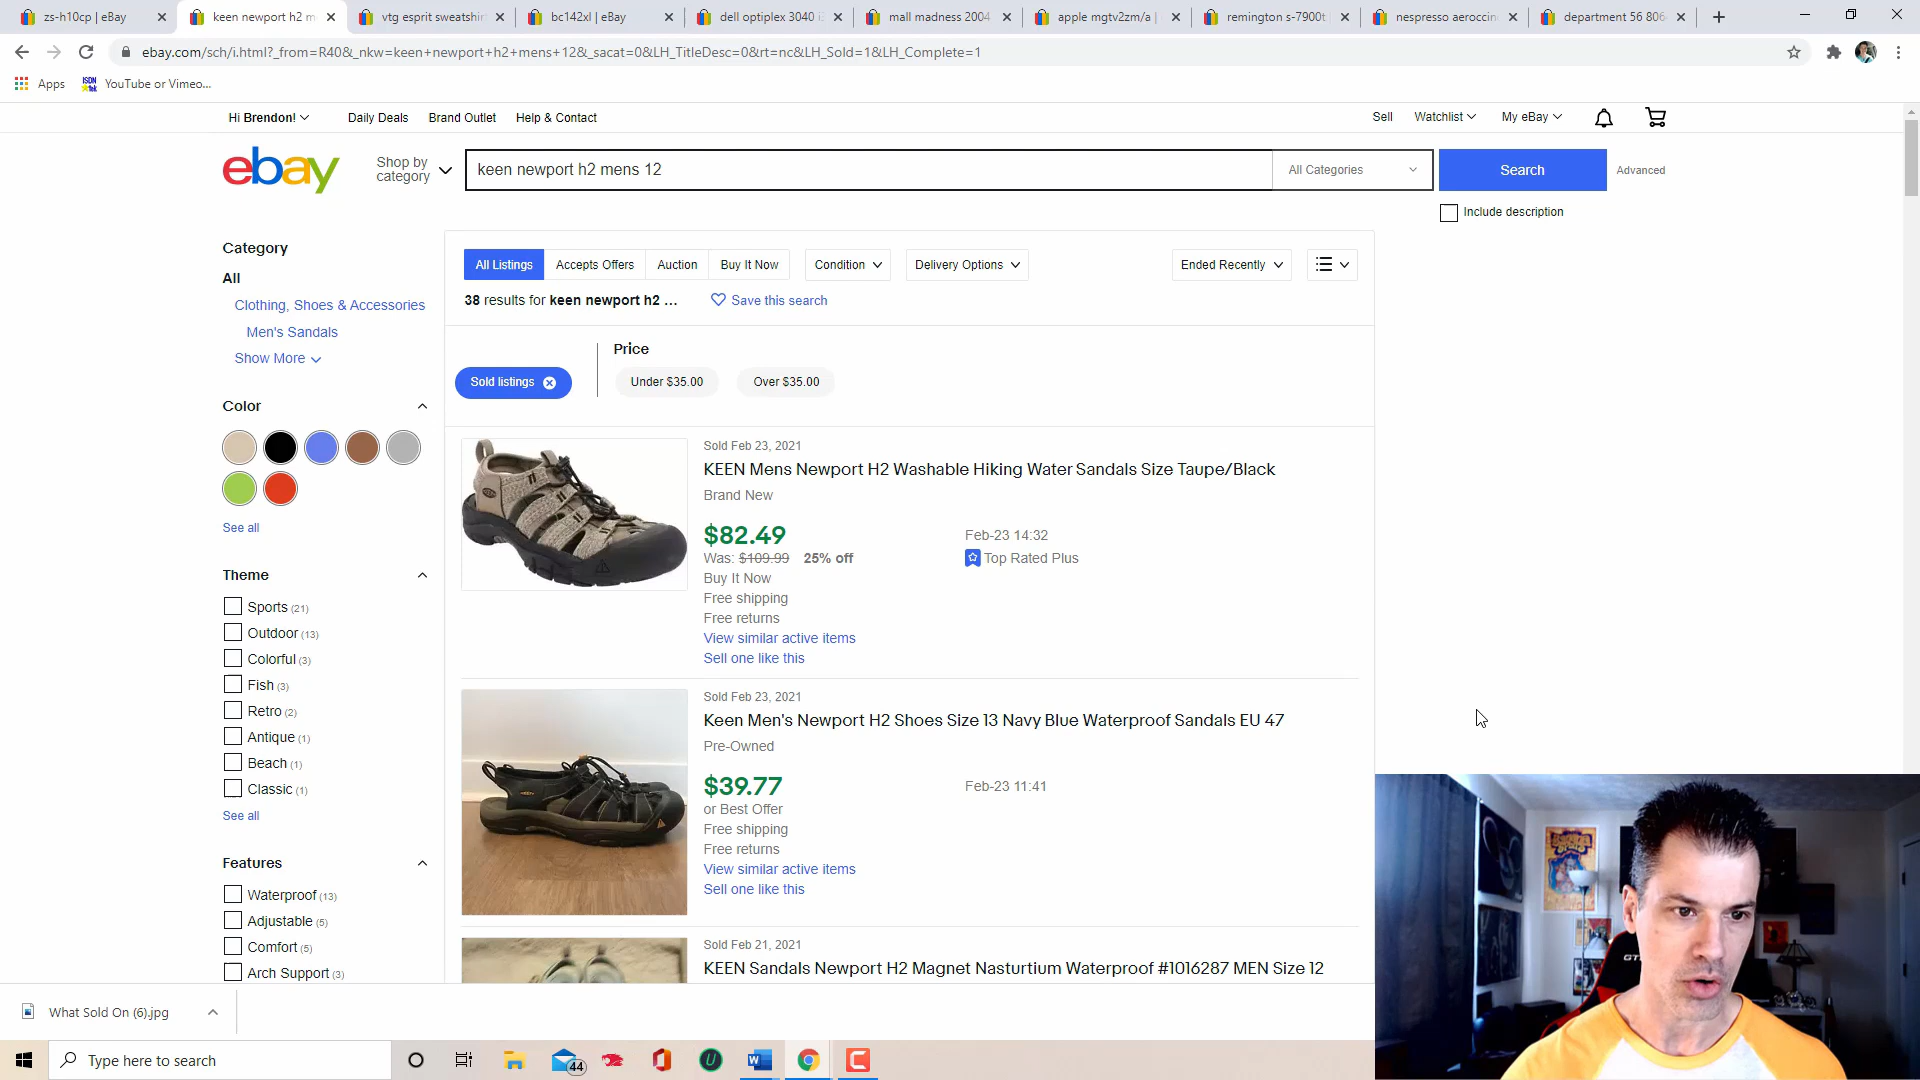 zs-h10cp | eBay
keen newport h2 m
vtg esprit sweatshirt
bc142xl | eBay
dell optiplex 3040 i
mall madness 2004
apple mgtv2zm/a |
remington s-7900t
nespresso aeroccin
department 56 806
ebay.com/sch/i.html?_from=R40&_nkw=keen+newport+h2+mens+12&_sacat=0&LH_TitleDesc=0&rt=nc&LH_Sold=1&LH_Complete=1
Apps
YouTube or Vimeo...
Hi Brendon!
Daily Deals
Brand Outlet
Help & Contact
Sell
Watchlist
My eBay
ebay
Shop by
category
keen newport h2 mens 12
All Categories
Search
Advanced
Include description
Category
All
Clothing, Shoes & Accessories
Men's Sandals
Show More
Color
See all
Theme
Sports (21)
Outdoor (13)
Colorful (3)
Fish (3)
Retro (2)
Antique (1)
Beach (1)
Classic (1)
See all
Features
Waterproof (13)
Adjustable (5)
Comfort (5)
Arch Support (3)
All Listings
Accepts Offers
Auction
Buy It Now
Condition
Delivery Options
Ended Recently
38 results for keen newport h2 ...
Save this search
Price
Sold listings
Under $35.00
Over $35.00
Sold Feb 23, 2021
KEEN Mens Newport H2 Washable Hiking Water Sandals Size Taupe/Black
Brand New
$82.49
Feb-23 14:32
Was: $109.99 25% off
Top Rated Plus
Buy It Now
Free shipping
Free returns
View similar active items
Sell one like this
Sold Feb 23, 2021
Keen Men's Newport H2 Shoes Size 13 Navy Blue Waterproof Sandals EU 47
Pre-Owned
$39.77
Feb-23 11:41
or Best Offer
Free shipping
Free returns
View similar active items
Sell one like this
Sold Feb 21, 2021
KEEN Sandals Newport H2 Magnet Nasturtium Waterproof #1016287 MEN Size 12
What Sold On (6).jpg
Type here to search
44